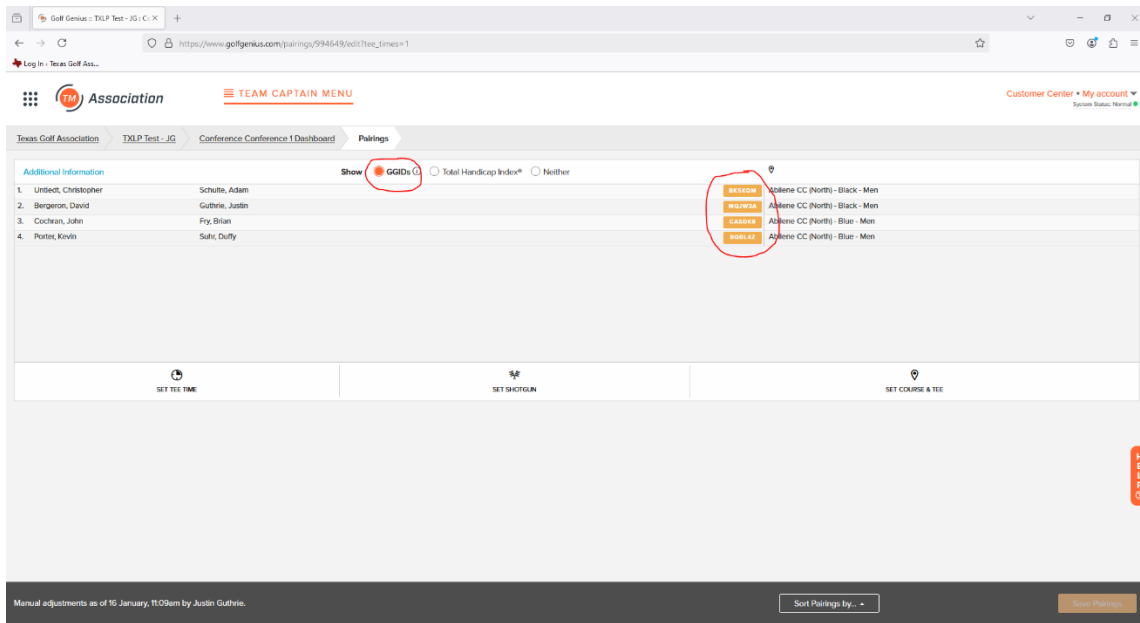 Golf Genius :: TXLP Test - JG : C
https://www.golfgenius.com/pairings/994649/edit?tee_times=1
Log In ‹ Texas Golf Ass...
TM Association
TEAM CAPTAIN MENU
Customer Center • My account
System Status: Normal
Texas Golf Association
TXLP Test - JG
Conference Conference 1 Dashboard
Pairings
Additional Information
Show GGIDs Total Handicap Index® Neither
1. Untiedt, Christopher Schulte, Adam Abilene CC (North) - Black - Men
2. Bergeron, David Guthrie, Justin Abilene CC (North) - Black - Men
3. Cochran, John Fry, Brian Abilene CC (North) - Blue - Men
4. Porter, Kevin Suhr, Duffy Abilene CC (North) - Blue - Men
SET TEE TIME
SET SHOTGUN
SET COURSE & TEE
Manual adjustments as of 16 January, 11:09am by Justin Guthrie.
Sort Pairings by...
Save Pairings